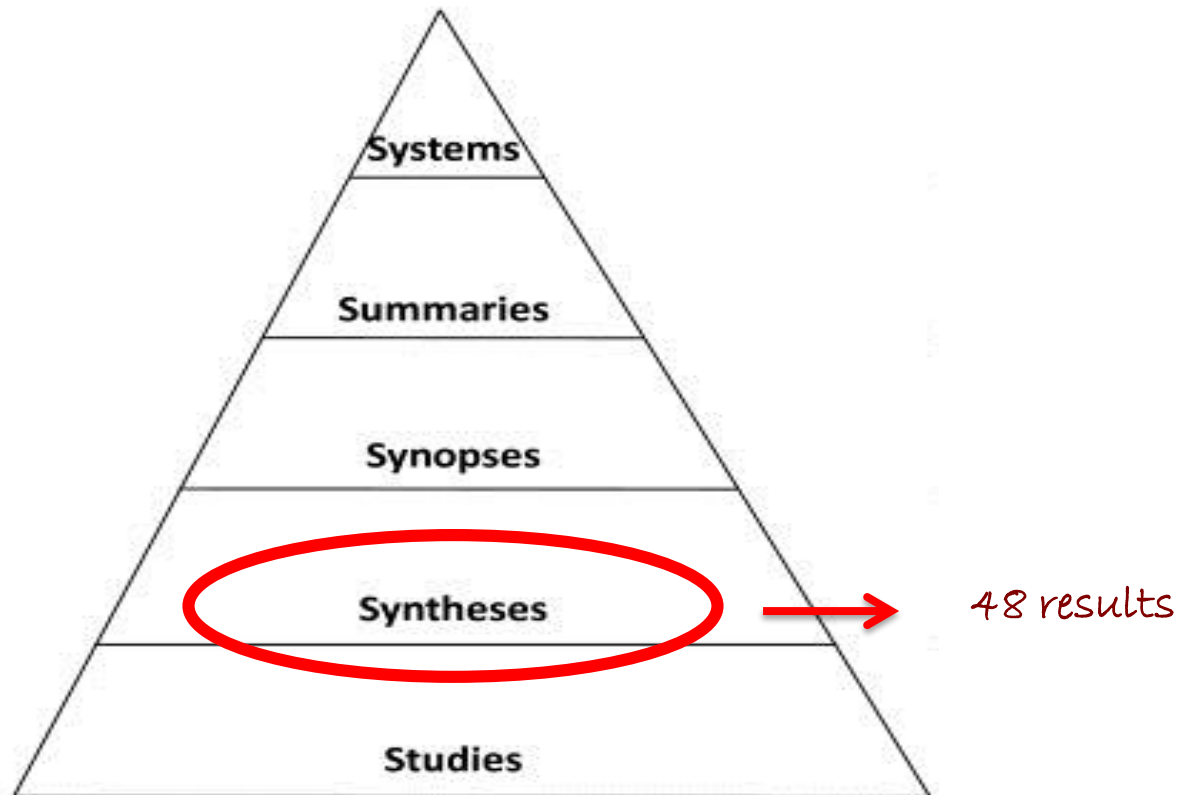 Systems
Summaries
Synopses
Syntheses
48 results
Studies